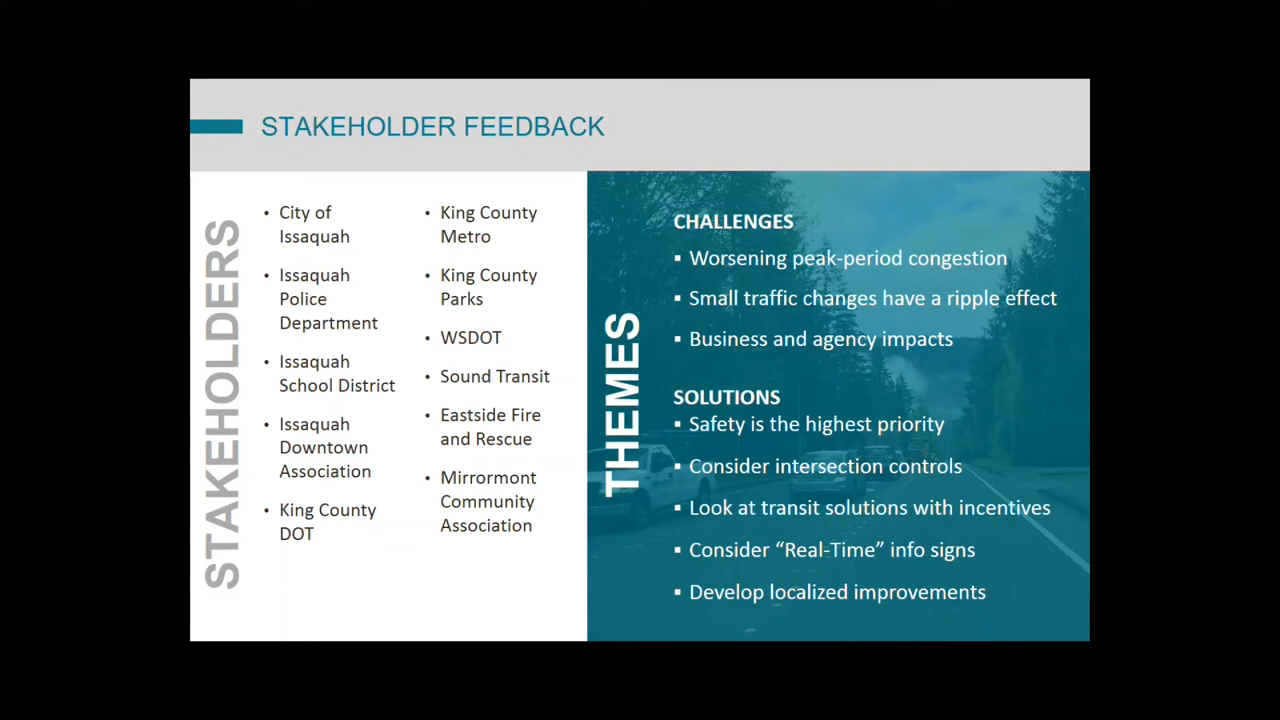 STAKEHOLDER FEEDBACK
STAKEHOLDERS
• City of
Issaquah
• Issaquah
Police
Department
• Issaquah
School District
• Issaquah
Downtown
Association
• King County
DOT
• King County
Metro
• King County
Parks
• WSDOT
• Sound Transit
• Eastside Fire
and Rescue
• Mirrormont
Community
Association
THEMES
CHALLENGES
▪ Worsening peak-period congestion
▪ Small traffic changes have a ripple effect
▪ Business and agency impacts
SOLUTIONS
▪ Safety is the highest priority
▪ Consider intersection controls
▪ Look at transit solutions with incentives
▪ Consider “Real-Time” info signs
▪ Develop localized improvements